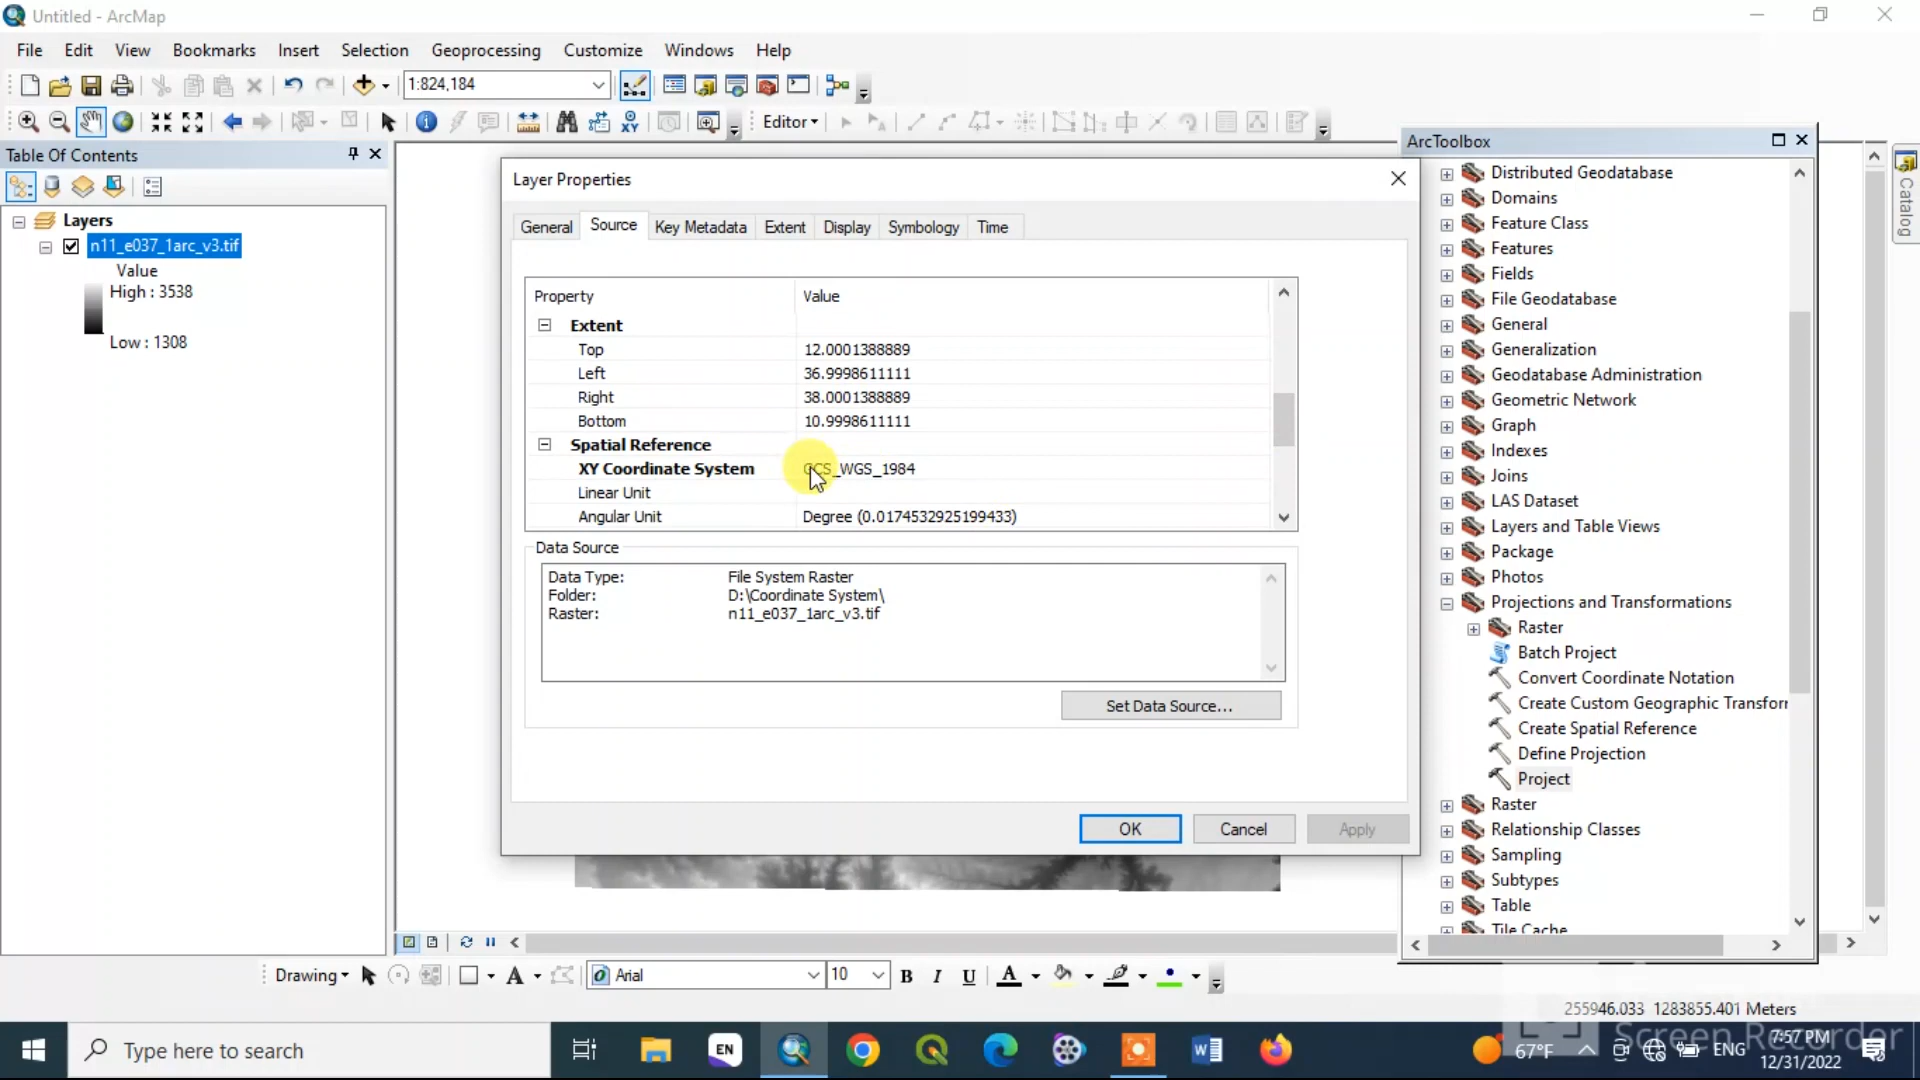 Untitled - ArcMap
File Edit View Bookmarks Insert Selection Geoprocessing Customize Windows Help
1:824,184
Editor
Table Of Contents
Layers
n11_e037_1arc_v3.tif
Value
High : 3538
Low : 1308
Layer Properties
General Source Key Metadata Extent Display Symbology Time
Property Value
Extent
Top 12.0001388889
Left 36.9998611111
Right 38.0001388889
Bottom 10.9998611111
Spatial Reference
XY Coordinate System GCS_WGS_1984
Linear Unit
Angular Unit Degree (0.0174532925199433)
Data Source
Data Type: File System Raster
Folder: D:\Coordinate System\
Raster: n11_e037_1arc_v3.tif
Set Data Source...
OK Cancel Apply
ArcToolbox
Distributed Geodatabase
Domains
Feature Class
Features
Fields
File Geodatabase
General
Generalization
Geodatabase Administration
Geometric Network
Graph
Indexes
Joins
LAS Dataset
Layers and Table Views
Package
Photos
Projections and Transformations
Raster
Batch Project
Convert Coordinate Notation
Create Custom Geographic Transfor
Create Spatial Reference
Define Projection
Project
Raster
Relationship Classes
Sampling
Subtypes
Table
Tile Cache
Catalog
Drawing A Arial 10 B I U A
255946.033 1283855.401 Meters
Screen Recorder
Type here to search
EN
67°F
ENG
7:57 PM
12/31/2022